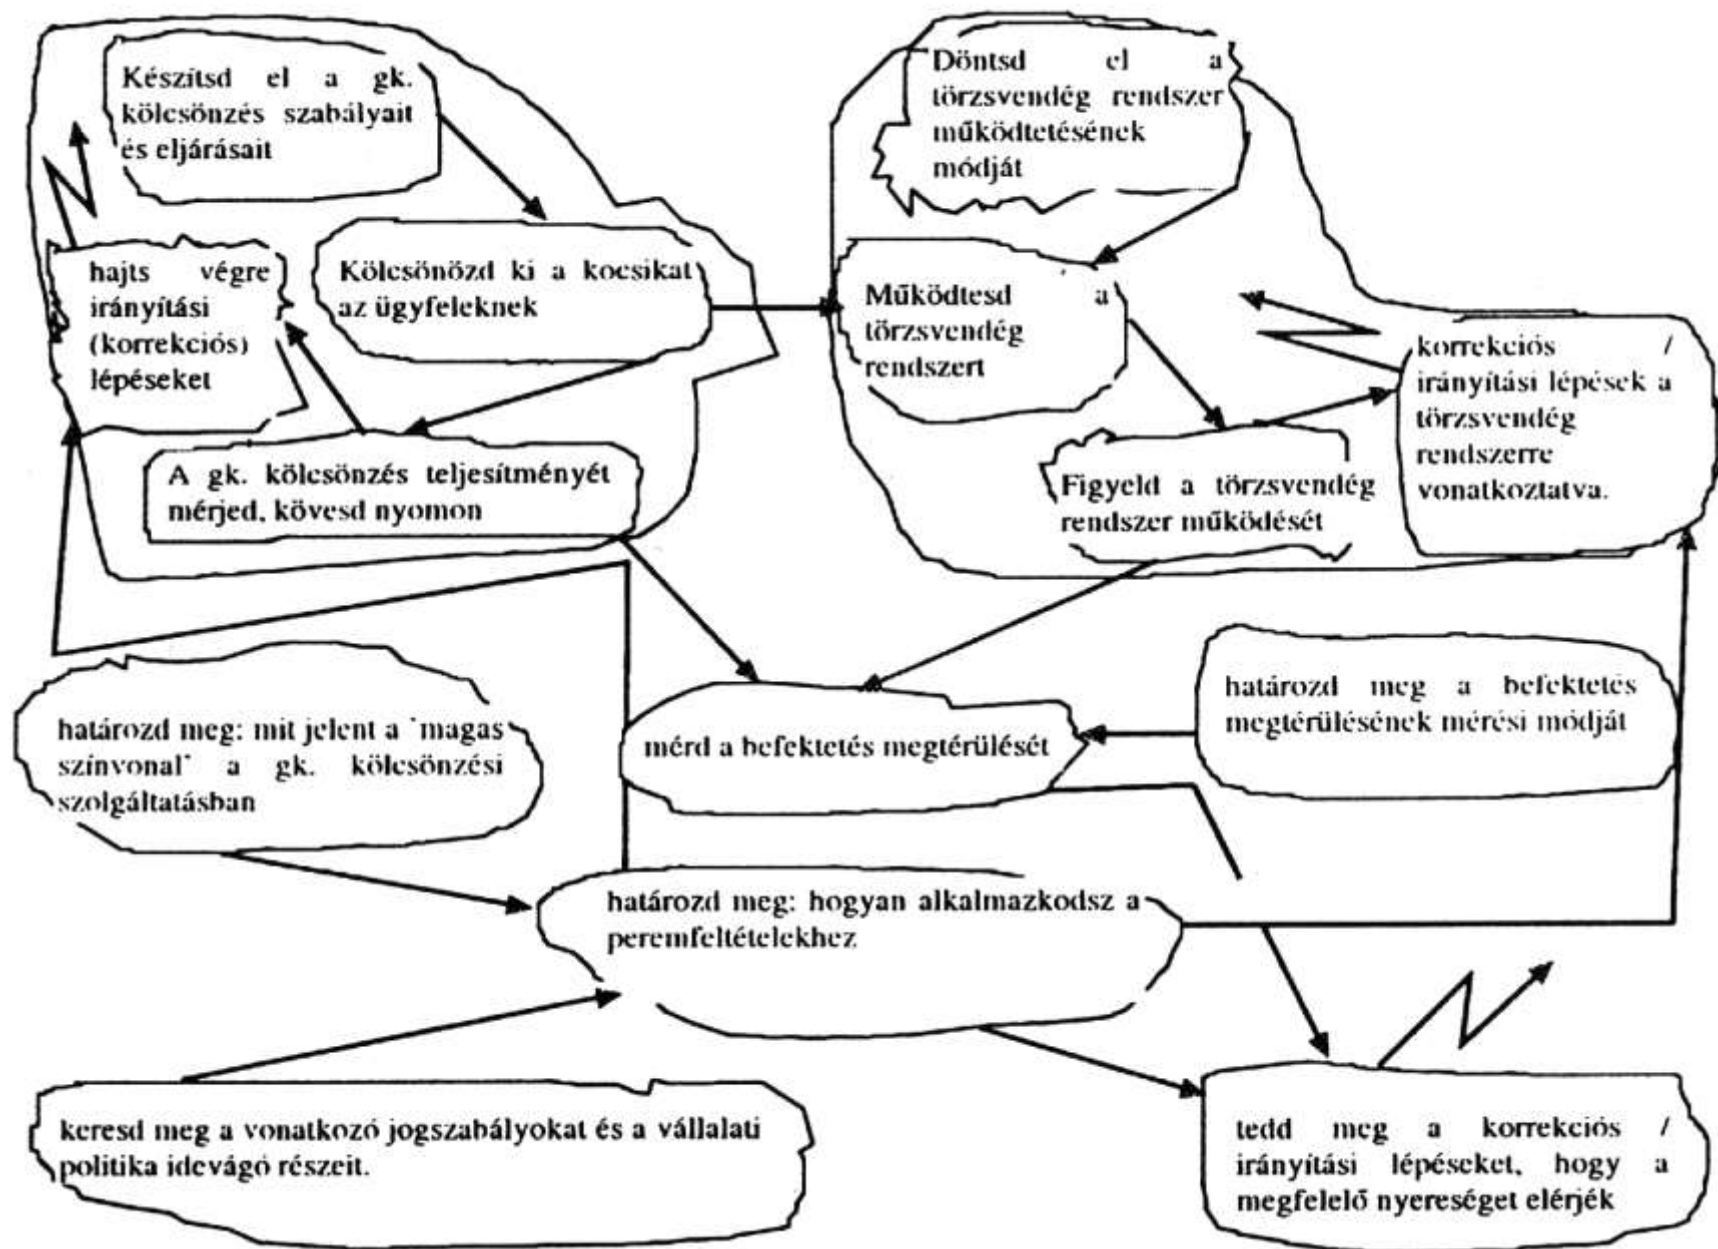 Készítsd el a gk.
kölcsönzés szabályait
és eljárásait
Döntsd el a
törzsvendég rendszer
működtetésének
módját
hajts végre
irányítási
(korrekciós)
lépéseket
Kölcsönözd ki a kocsikat
az ügyfeleknek
Működtesd a
törzsvendég
rendszert
korrekciós /
irányítási lépések a
törzsvendég
rendszerre
vonatkoztatva.
A gk. kölcsönzés teljesítményét
mérjed, kövesd nyomon
Figyeld a törzsvendég
rendszer működését
határozd meg: mit jelent a 'magas
színvonal' a gk. kölcsönzési
szolgáltatásban
mérd a befektetés megtérülését
határozd meg a befektetés
megtérülésének mérési módját
határozd meg: hogyan alkalmazkodsz a
peremfeltételekhez
keresd meg a vonatkozó jogszabályokat és a vállalati
politika idevágó részeit.
tedd meg a korrekciós /
irányítási lépéseket, hogy a
megfelelő nyereséget elérjék